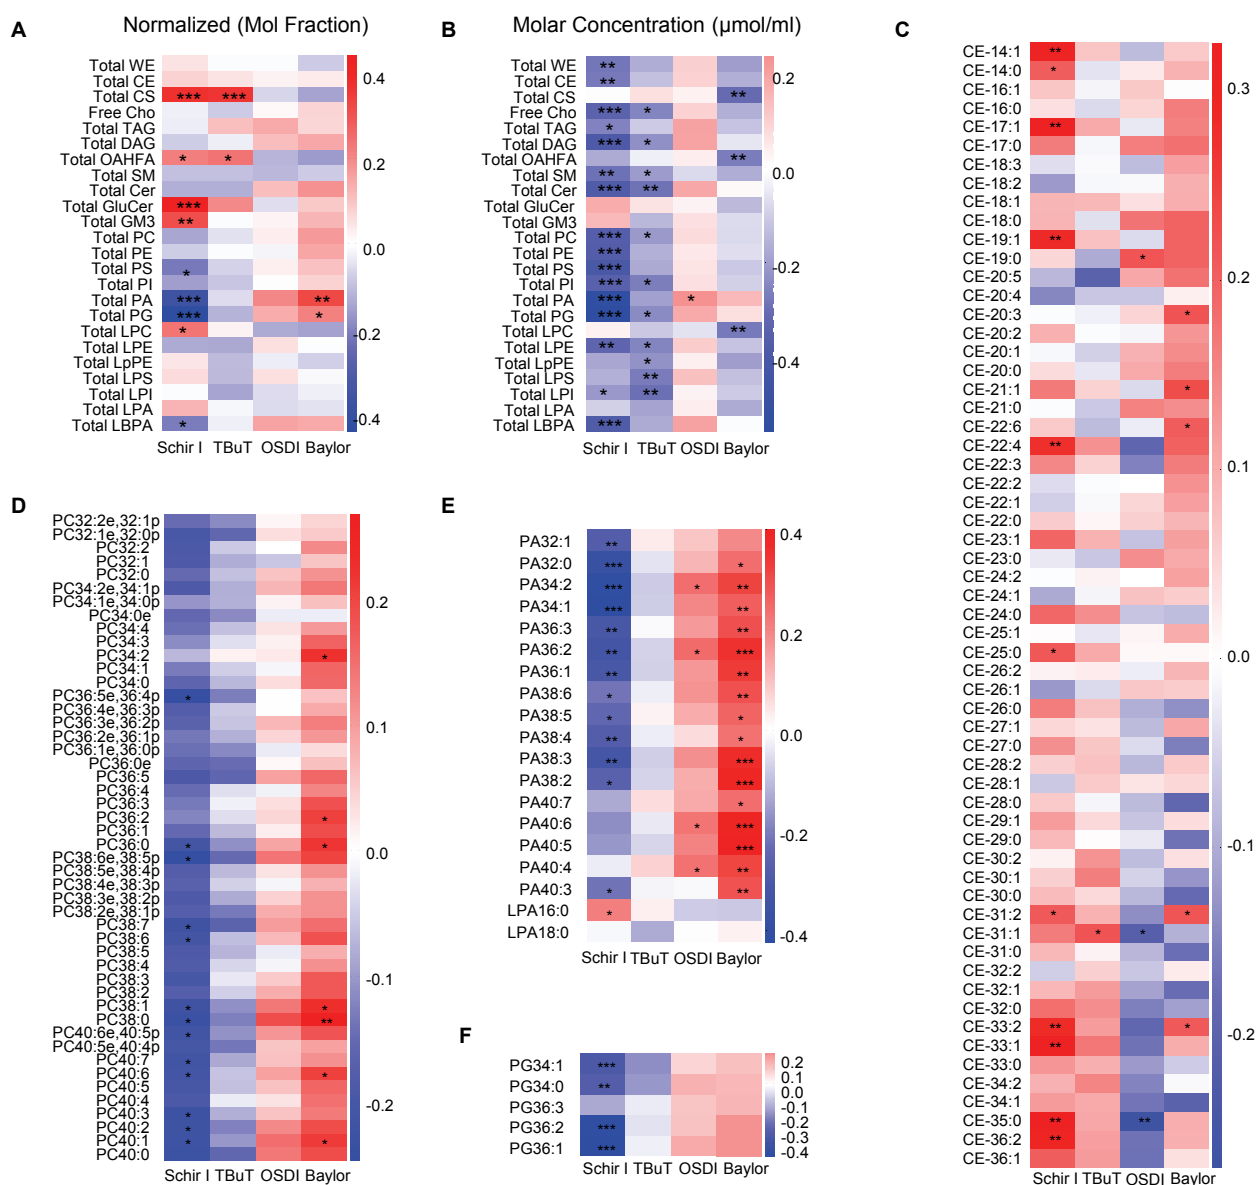 A
Normalized (Mol Fraction)
Total WE
Total CE
Total CS *** ***
Free Cho
Total TAG
Total DAG
Total OAHFA * *
Total SM
Total Cer
Total GluCer ***
Total GM3 **
Total PC
Total PE
Total PS
*
Total PI
Total PA *** **
Total PG *** *
Total LPC *
Total LPE
Total LpPE
Total LPS
Total LPI
Total LPA
Total LBPA *
Schir I TBuT OSDI Baylor
0.4
0.2
0.0
-0.2
-0.4
B
Molar Concentration (µmol/ml)
Total WE **
Total CE **
Total CS **
Free Cho *** *
Total TAG *
Total DAG *** *
Total OAHFA **
Total SM ** *
Total Cer *** **
Total GluCer
Total GM3
Total PC *** *
Total PE ***
Total PS ***
Total PI *** *
Total PA *** *
Total PG *** *
Total LPC **
Total LPE ** *
Total LpPE *
Total LPS **
Total LPI * **
Total LPA
Total LBPA ***
Schir I TBuT OSDI Baylor
0.2
0.0
-0.2
-0.4
C
CE-14:1 **
CE-14:0 *
CE-16:1
CE-16:0
CE-17:1 **
CE-17:0
CE-18:3
CE-18:2
CE-18:1
CE-18:0
CE-19:1 **
CE-19:0 *
CE-20:5
CE-20:4
CE-20:3 *
CE-20:2
CE-20:1
CE-20:0
CE-21:1 *
CE-21:0
CE-22:6 *
CE-22:4 **
CE-22:3
CE-22:2
CE-22:1
CE-22:0
CE-23:1
CE-23:0
CE-24:2
CE-24:1
CE-24:0
CE-25:1
CE-25:0 *
CE-26:2
CE-26:1
CE-26:0
CE-27:1
CE-27:0
CE-28:2
CE-28:1
CE-28:0
CE-29:1
CE-29:0
CE-30:2
CE-30:1
CE-30:0
CE-31:2 * *
CE-31:1 * *
CE-31:0
CE-32:2
CE-32:1
CE-32:0
CE-33:2 ** *
CE-33:1 **
CE-33:0
CE-34:2
CE-34:1
CE-35:0 ** **
CE-36:2 **
CE-36:1
Schir I TBuT OSDI Baylor
0.3
0.2
0.1
0.0
-0.1
-0.2
D
PC32:2e,32:1p
PC32:1e,32:0p
PC32:2
PC32:1
PC32:0
PC34:2e,34:1p
PC34:1e,34:0p
PC34:0e
PC34:4
PC34:3
PC34:2 *
PC34:1
PC34:0
PC36:5e,36:4p *
PC36:4e,36:3p
PC36:3e,36:2p
PC36:2e,36:1p
PC36:1e,36:0p
PC36:0e
PC36:5
PC36:4
PC36:3
PC36:2 *
PC36:1
PC36:0 * *
PC38:6e,38:5p *
PC38:5e,38:4p
PC38:4e,38:3p
PC38:3e,38:2p
PC38:2e,38:1p
PC38:7 *
PC38:6 *
PC38:5
PC38:4
PC38:3
PC38:2
PC38:1 * *
PC38:0 * **
PC40:6e,40:5p *
PC40:5e,40:4p
PC40:7 *
PC40:6 * *
PC40:5
PC40:4
PC40:3 *
PC40:2 *
PC40:1 * *
PC40:0
Schir I TBuT OSDI Baylor
0.2
0.1
0.0
-0.1
-0.2
E
PA32:1 **
PA32:0 *** *
PA34:2 *** * **
PA34:1 *** **
PA36:3 ** **
PA36:2 ** * ***
PA36:1 ** **
PA38:6 * **
PA38:5 * *
PA38:4 ** *
PA38:3 ** ***
PA38:2 * ***
PA40:7 *
PA40:6 * ***
PA40:5 ***
PA40:4 * **
PA40:3 * **
LPA16:0 *
LPA18:0
Schir I TBuT OSDI Baylor
0.4
0.2
0.0
-0.2
-0.4
F
PG34:1 ***
PG34:0 **
PG36:3
PG36:2 ***
PG36:1 ***
Schir I TBuT OSDI Baylor
0.2
0.1
0.0
-0.1
-0.2
-0.3
-0.4